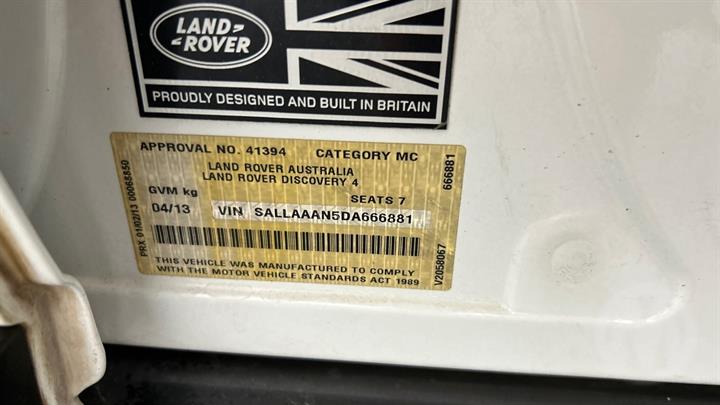 LAND-
-ROVER
PROUDLY DESIGNED AND BUILT IN BRITAIN
APPROVAL NO. 41394 CATEGORY MC
LAND ROVER AUSTRALIA
LAND ROVER DISCOVERY 4
GVM kg SEATS 7
04/13 VIN SALLAAAN5DA666881
THIS VEHICLE WAS MANUFACTURED TO COMPLY
WITH THE MOTOR VEHICLE STANDARDS ACT 1989
PRX 01/02/13 00065850
666881
V2058067